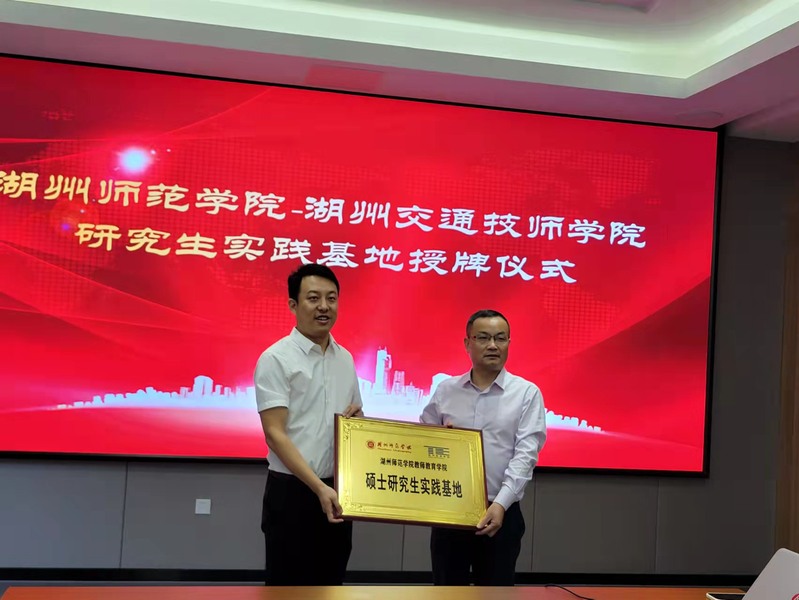 湖州师范学院-湖州交通技师学院
研究生实践基地授牌仪式
湖州师范学院
湖州师范学院教师教育学院
硕士研究生实践基地